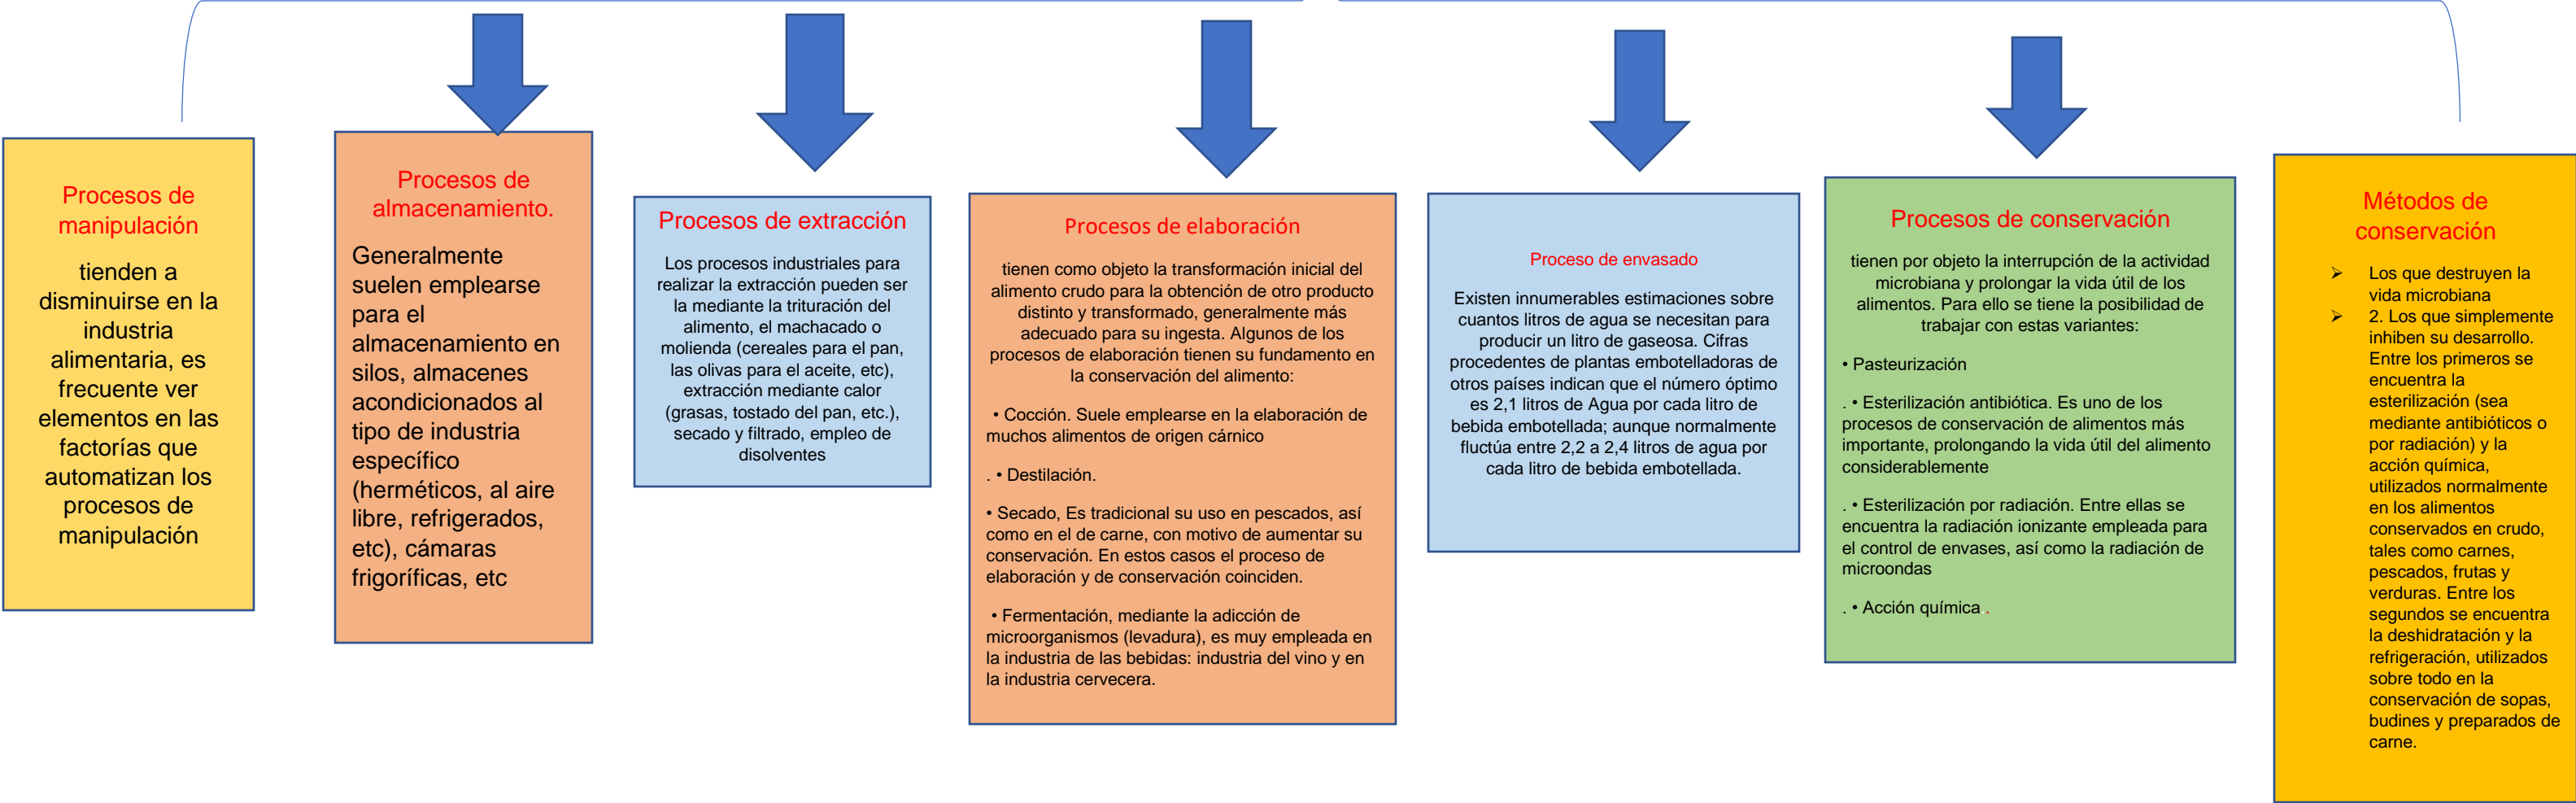 Procesos de
manipulación
tienden a
disminuirse en la
industria
alimentaria, es
frecuente ver
elementos en las
factorías que
automatizan los
procesos de
manipulación
Procesos de
almacenamiento.
Generalmente
suelen emplearse
para el
almacenamiento en
silos, almacenes
acondicionados al
tipo de industria
específico
(herméticos, al aire
libre, refrigerados,
etc), cámaras
frigoríficas, etc
Procesos de extracción
Los procesos industriales para
realizar la extracción pueden ser
la mediante la trituración del
alimento, el machacado o
molienda (cereales para el pan,
las olivas para el aceite, etc),
extracción mediante calor
(grasas, tostado del pan, etc.),
secado y filtrado, empleo de
disolventes
Procesos de elaboración
tienen como objeto la transformación inicial del
alimento crudo para la obtención de otro producto
distinto y transformado, generalmente más
adecuado para su ingesta. Algunos de los
procesos de elaboración tienen su fundamento en
la conservación del alimento:
• Cocción. Suele emplearse en la elaboración de
muchos alimentos de origen cárnico
. • Destilación.
• Secado, Es tradicional su uso en pescados, así
como en el de carne, con motivo de aumentar su
conservación. En estos casos el proceso de
elaboración y de conservación coinciden.
• Fermentación, mediante la adicción de
microorganismos (levadura), es muy empleada en
la industria de las bebidas: industria del vino y en
la industria cervecera.
Proceso de envasado
Existen innumerables estimaciones sobre
cuantos litros de agua se necesitan para
producir un litro de gaseosa. Cifras
procedentes de plantas embotelladoras de
otros países indican que el número óptimo
es 2,1 litros de Agua por cada litro de
bebida embotellada; aunque normalmente
fluctúa entre 2,2 a 2,4 litros de agua por
cada litro de bebida embotellada.
Procesos de conservación
tienen por objeto la interrupción de la actividad
microbiana y prolongar la vida útil de los
alimentos. Para ello se tiene la posibilidad de
trabajar con estas variantes:
• Pasteurización
. • Esterilización antibiótica. Es uno de los
procesos de conservación de alimentos más
importante, prolongando la vida útil del alimento
considerablemente
. • Esterilización por radiación. Entre ellas se
encuentra la radiación ionizante empleada para
el control de envases, así como la radiación de
microondas
. • Acción química .
Métodos de
conservación
➢ Los que destruyen la
vida microbiana
➢ 2. Los que simplemente
inhiben su desarrollo.
Entre los primeros se
encuentra la
esterilización (sea
mediante antibióticos o
por radiación) y la
acción química,
utilizados normalmente
en los alimentos
conservados en crudo,
tales como carnes,
pescados, frutas y
verduras. Entre los
segundos se encuentra
la deshidratación y la
refrigeración, utilizados
sobre todo en la
conservación de sopas,
budines y preparados de
carne.